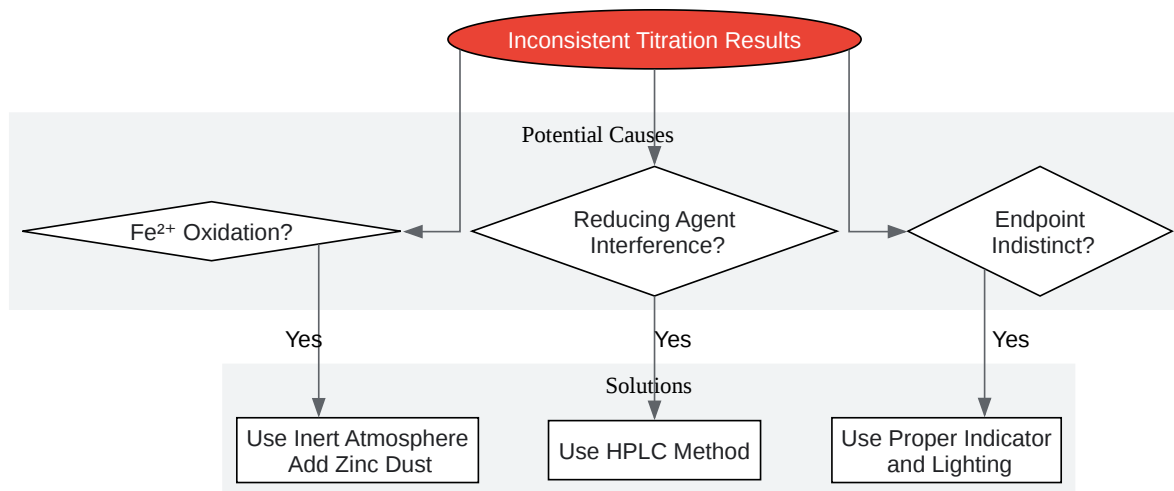 Inconsistent Titration Results
Potential Causes
Fe²⁺ Oxidation?
Reducing Agent
Interference?
Endpoint
Indistinct?
Yes
Yes
Yes
Solutions
Use Inert Atmosphere
Add Zinc Dust
Use HPLC Method
Use Proper Indicator
and Lighting